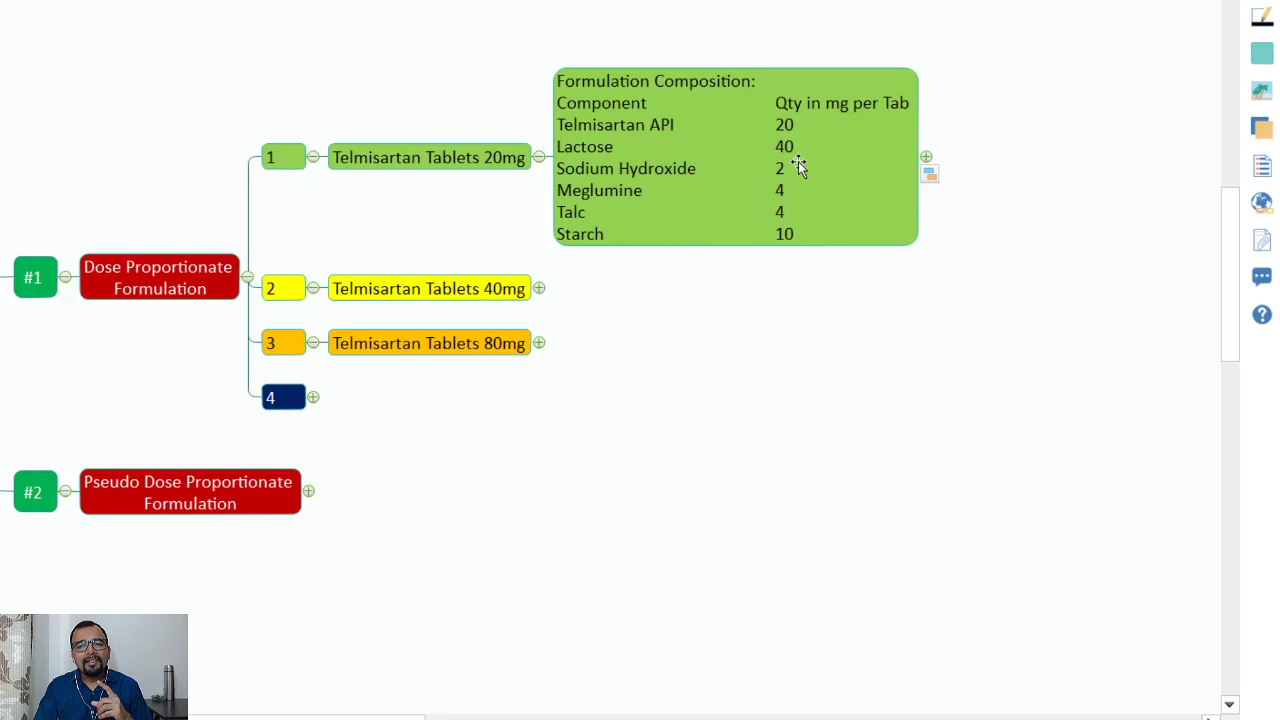 Formulation Composition:
Component Qty in mg per Tab
Telmisartan API 20
Lactose 40
Sodium Hydroxide 2
Meglumine 4
Talc 4
Starch 10
1 Telmisartan Tablets 20mg
#1 Dose Proportionate
Formulation
2 Telmisartan Tablets 40mg
3 Telmisartan Tablets 80mg
4
#2 Pseudo Dose Proportionate
Formulation